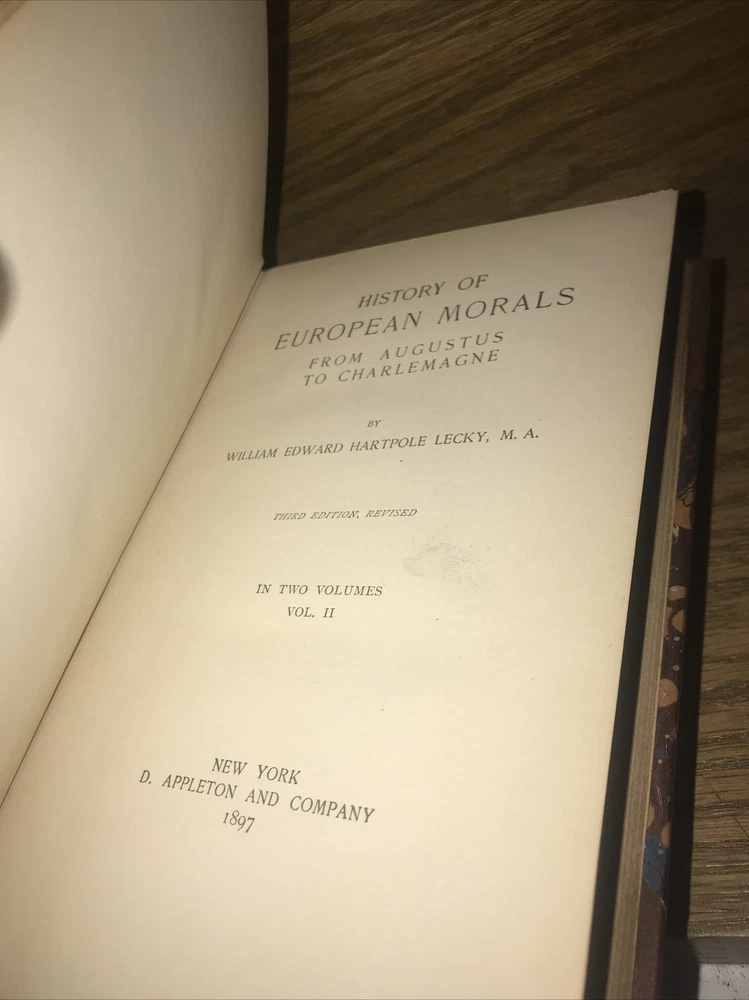 HISTORY OF
EUROPEAN MORALS
FROM AUGUSTUS
TO CHARLEMAGNE
BY
WILLIAM EDWARD HARTPOLE LECKY, M. A.
THIRD EDITION, REVISED
IN TWO VOLUMES
VOL. II
NEW YORK
D. APPLETON AND COMPANY
1897